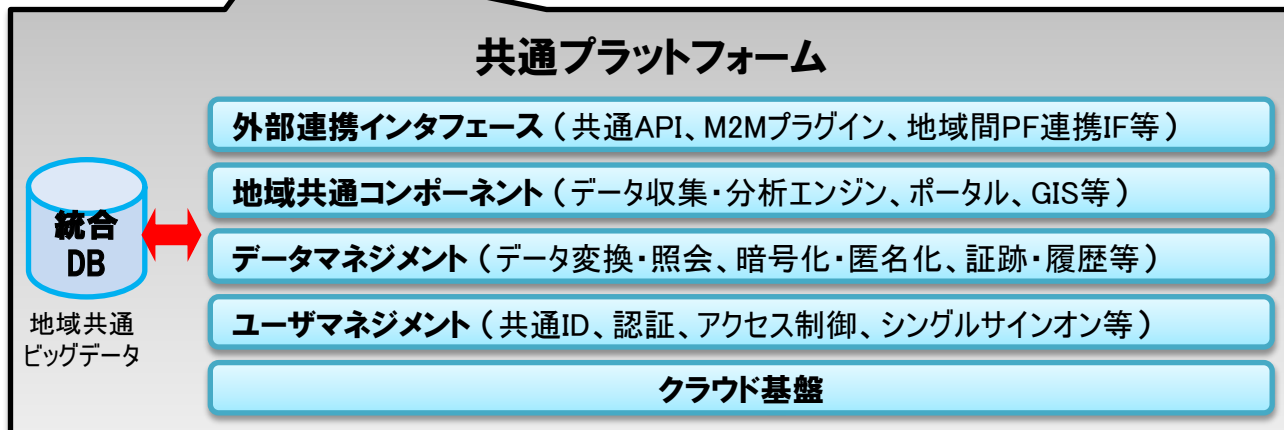 共通プラットフォーム
外部連携インタフェース（共通API、M2Mプラグイン、地域間PF連携IF等）
地域共通コンポーネント（データ収集・分析エンジン、ポータル、GIS等）
データマネジメント（データ変換・照会、暗号化・匿名化、証跡・履歴等）
ユーザマネジメント（共通ID、認証、アクセス制御、シングルサインオン等）
クラウド基盤
統合
DB
地域共通
ビッグデータ